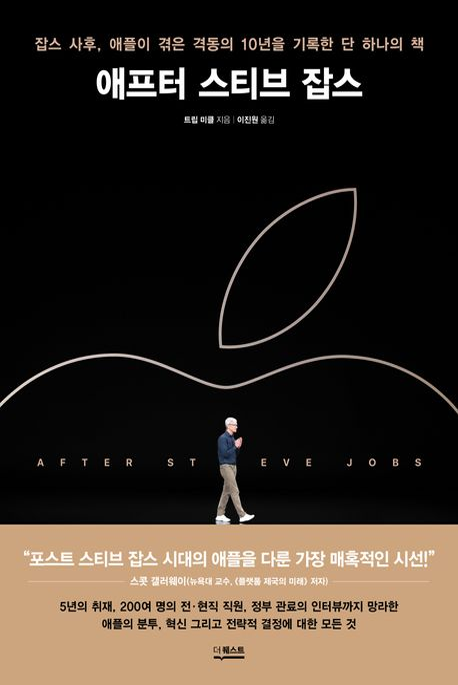 잡스 사후, 애플이 겪은 격동의 10년을 기록한 단 하나의 책
애프터 스티브 잡스
트립 미클 지음 | 이진원 옮김
AFTER STEVE JOBS
“포스트 스티브 잡스 시대의 애플을 다룬 가장 매혹적인 시선!”
스콧 갤러웨이(뉴욕대 교수, 《플랫폼 제국의 미래》 저자)
5년의 취재, 200여 명의 전·현직 직원, 정부 관료의 인터뷰까지 망라한
애플의 분투, 혁신 그리고 전략적 결정에 대한 모든 것
더 퀘스트